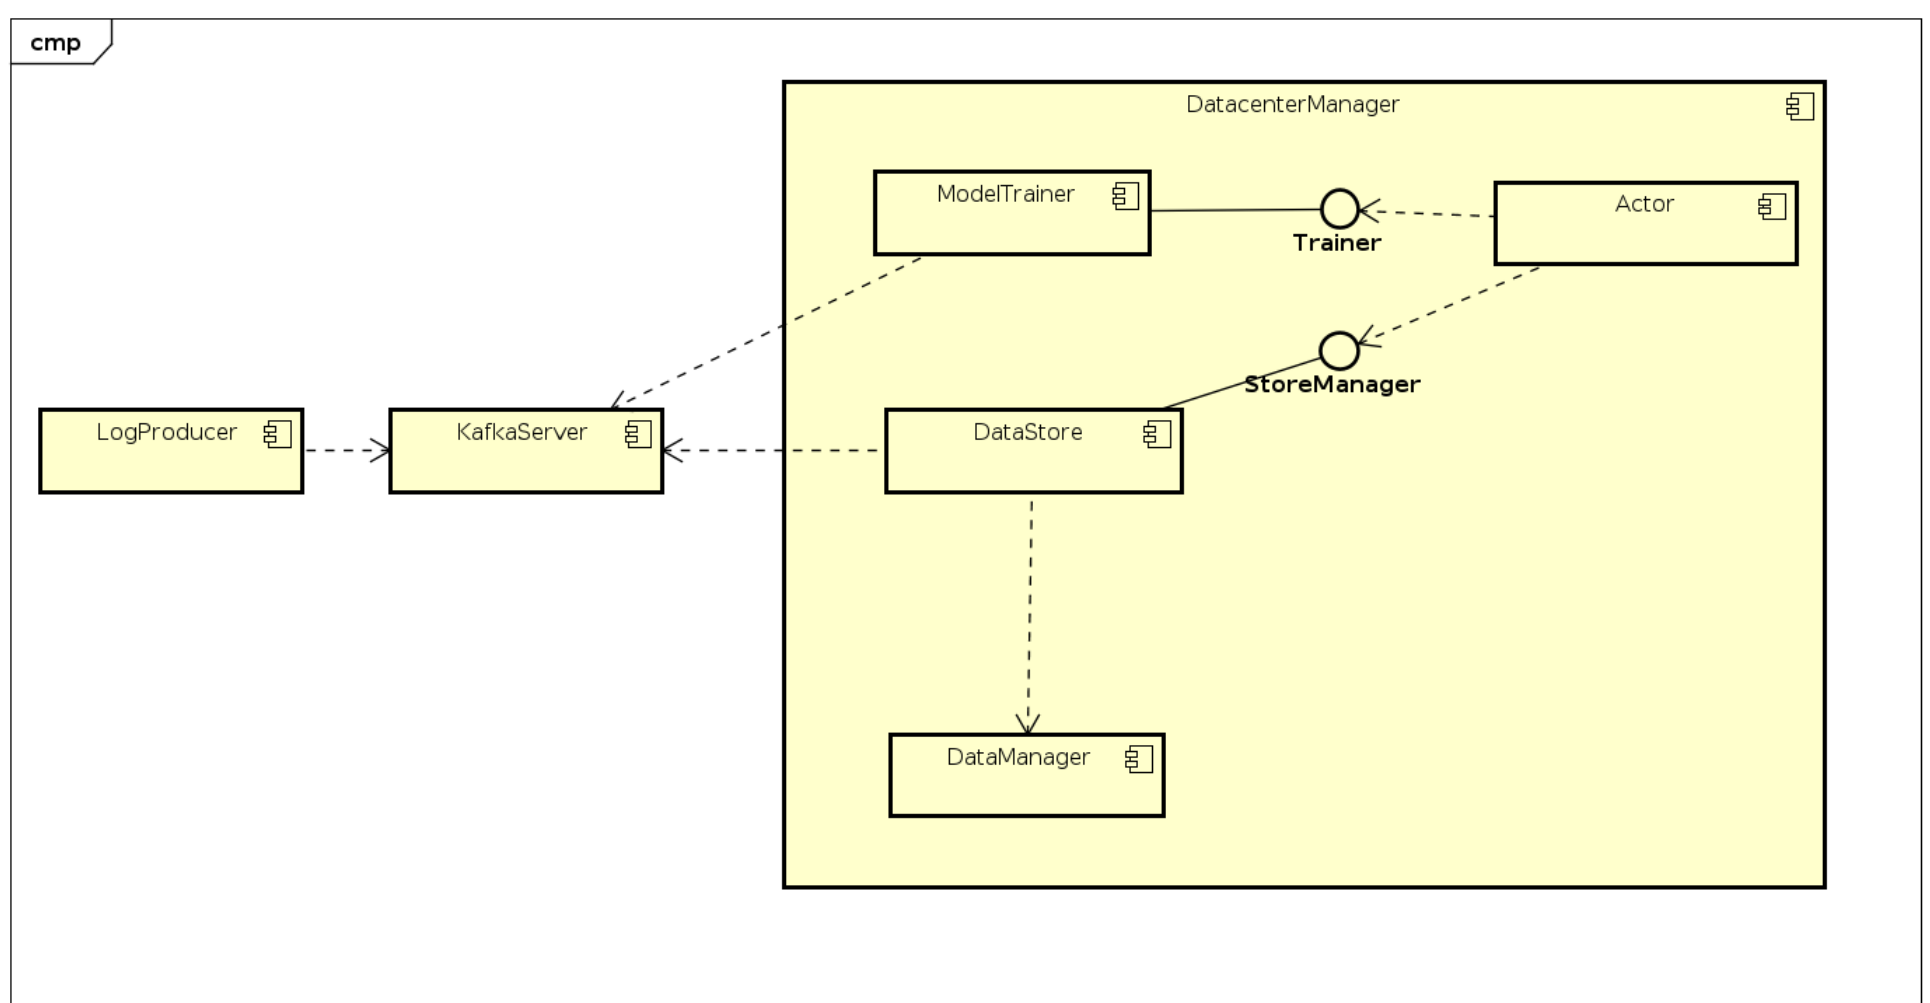 cmp
DatacenterManager
ModelTrainer
Actor
Trainer
StoreManager
LogProducer
KafkaServer
DataStore
DataManager